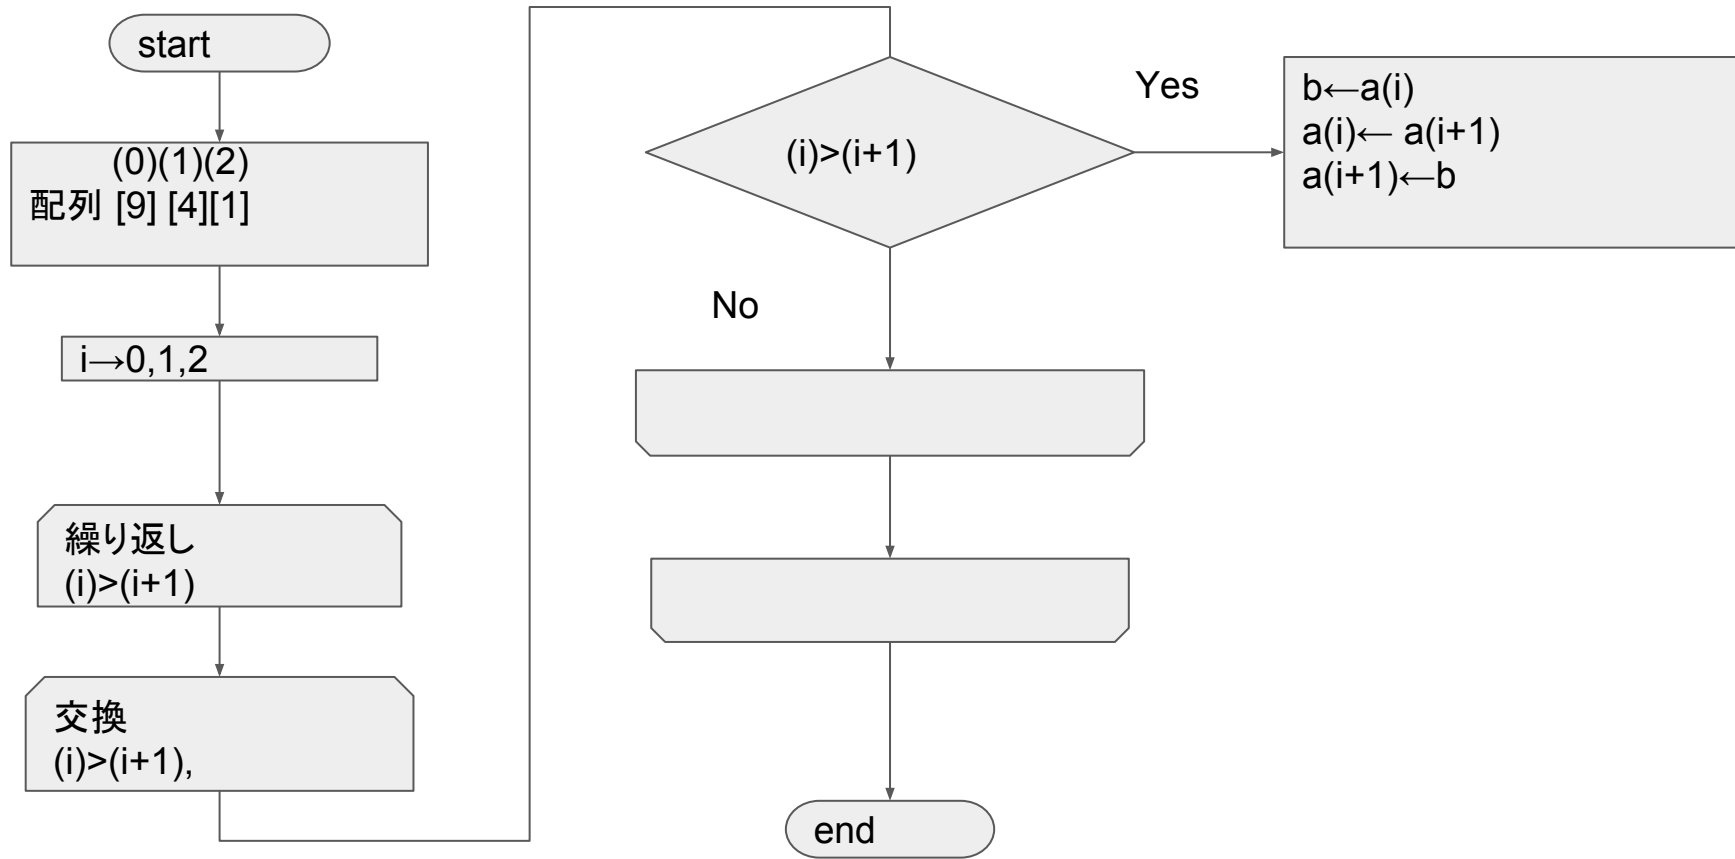 start
(0)(1)(2)
配列 [9] [4][1]
i→0,1,2
繰り返し
(i)>(i+1)
交換
(i)>(i+1),
(i)>(i+1)
Yes
b←a(i)
a(i)← a(i+1)
a(i+1)←b
No
end